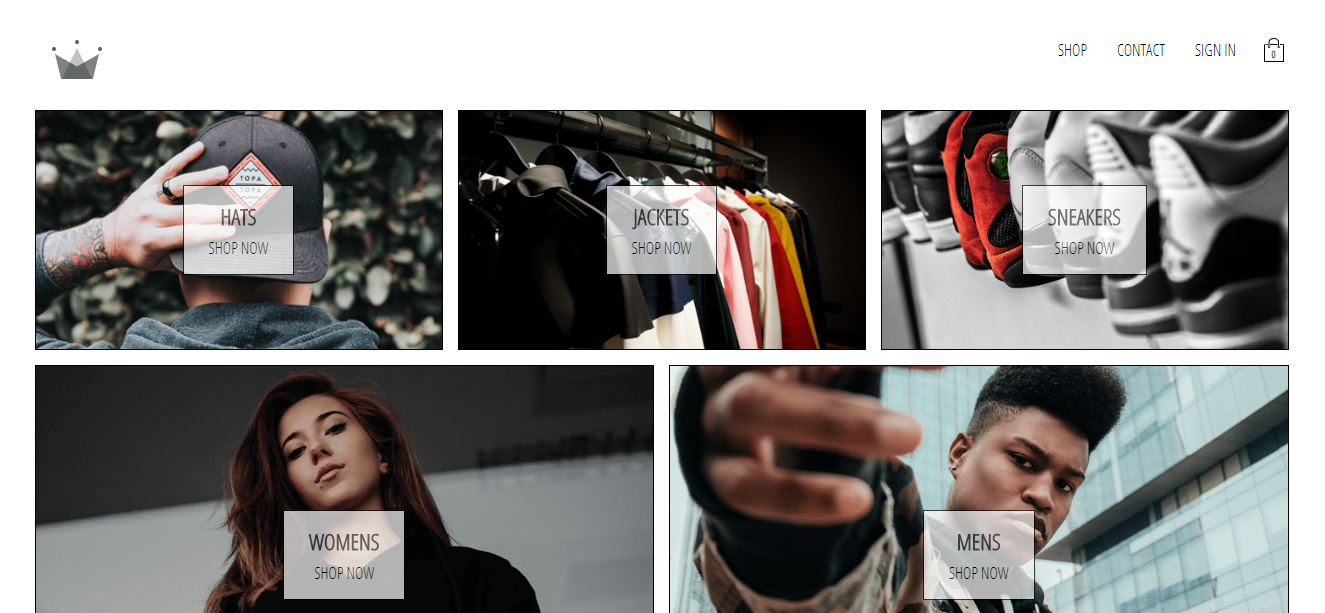 SHOP CONTACT SIGN IN 0
TOPA
TOPA
HATS
SHOP NOW
JACKETS
SHOP NOW
SNEAKERS
SHOP NOW
WOMENS
SHOP NOW
MENS
SHOP NOW